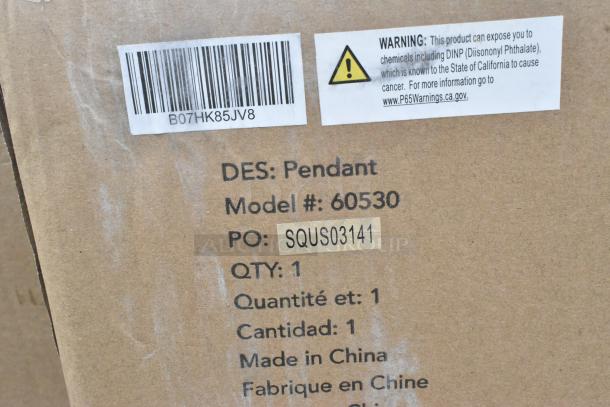 B07HK85JV8
WARNING: This product can expose you to
chemicals including DINP (Diisononyl Phthalate),
which is known to the State of California to cause
cancer. For more information go to
www.P65Warnings.ca.gov.
DES: Pendant
Model #: 60530
PO: SQUS03141
QTY: 1
Quantité et: 1
Cantidad: 1
Made in China
Fabrique en Chine